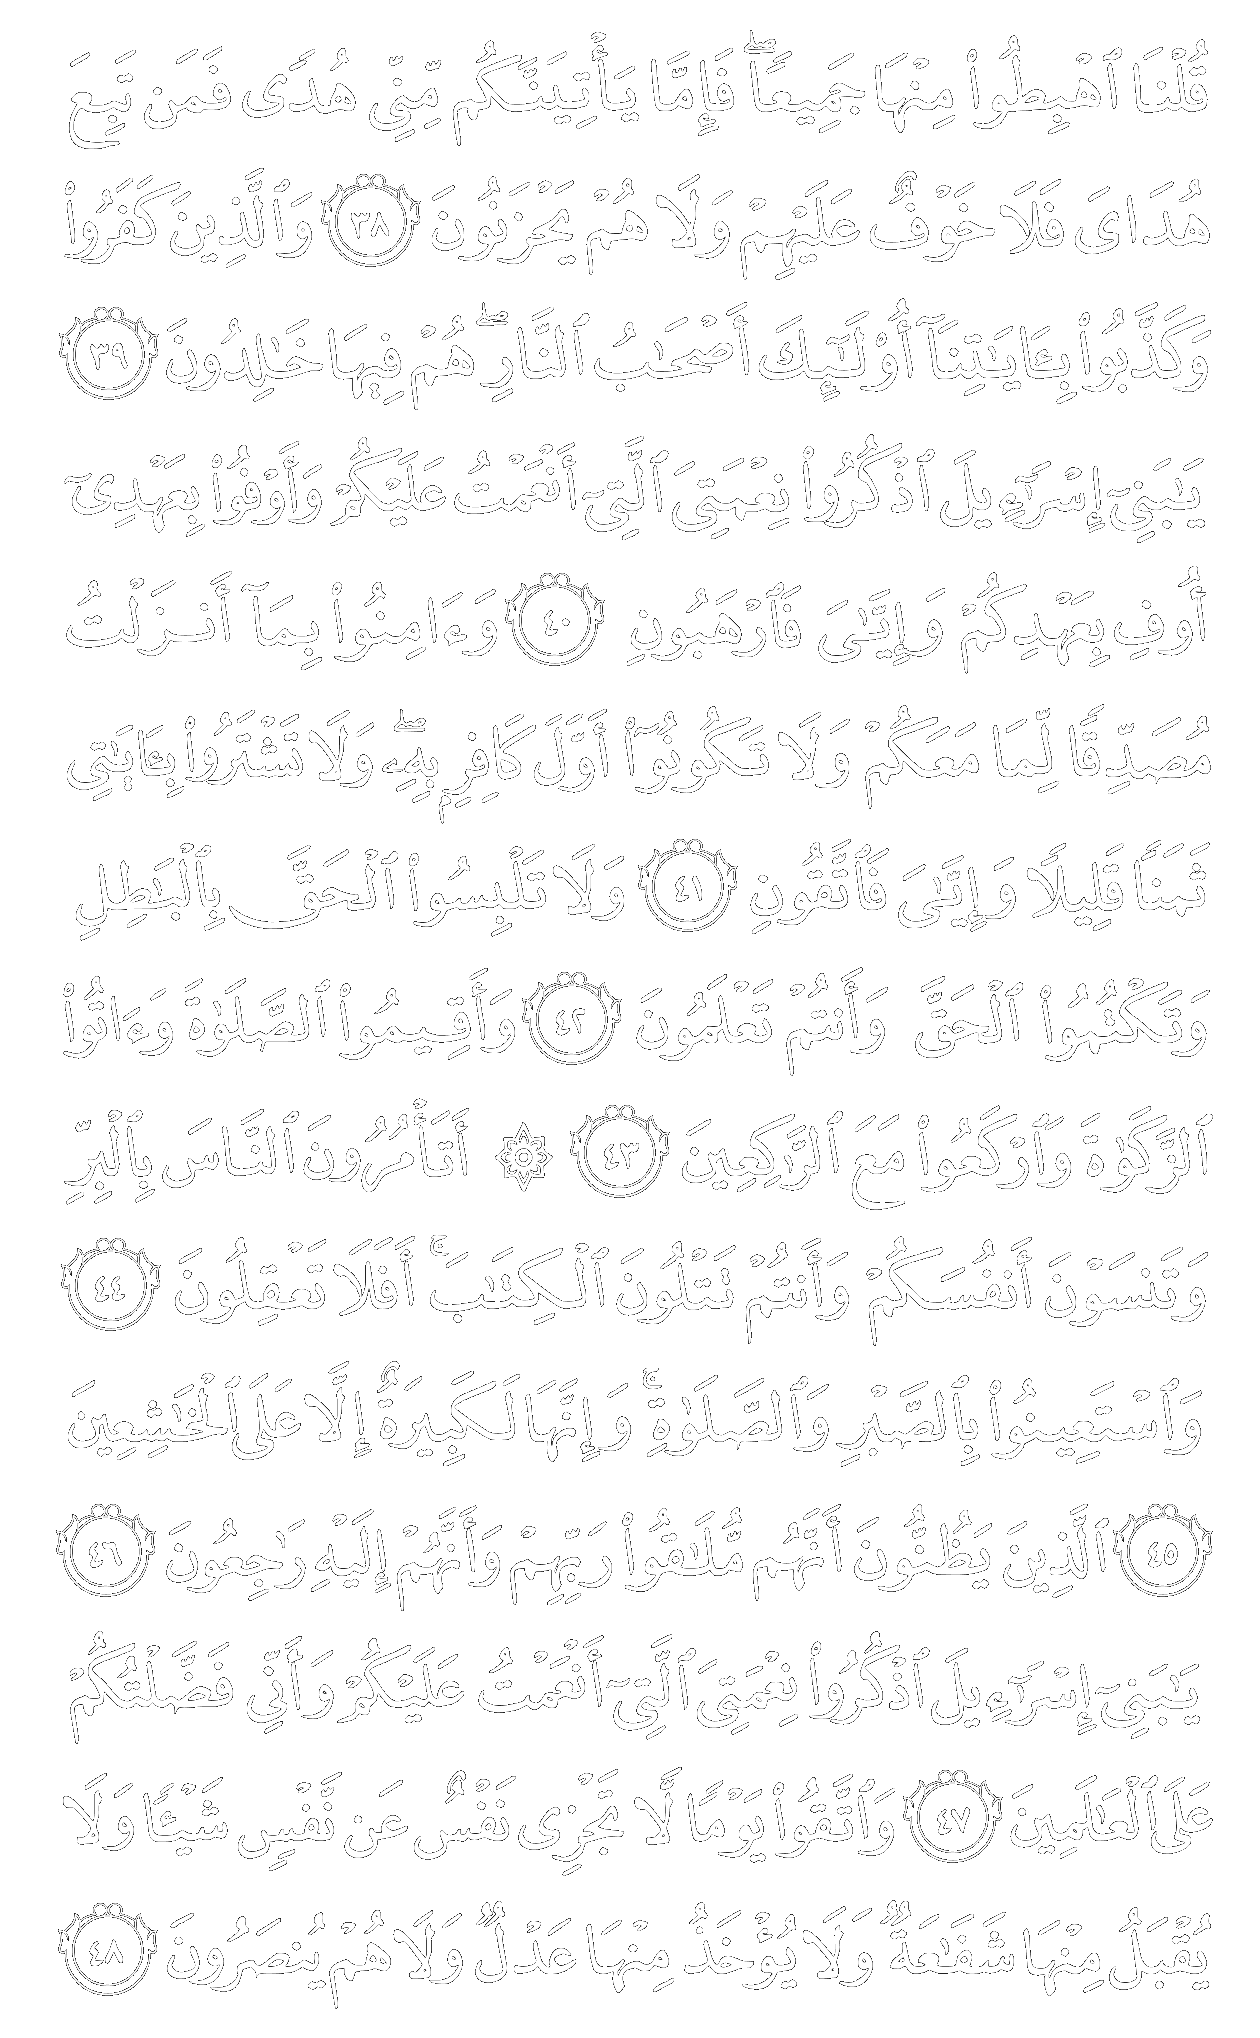 قُلْنَا ٱهْبِطُوا۟ مِنْهَا جَمِيعًۭا ۖ فَإِمَّا يَأْتِيَنَّكُم مِّنِّى هُدًۭى فَمَن تَبِعَ
هُدَاىَ فَلَا خَوْفٌ عَلَيْهِمْ وَلَا هُمْ يَحْزَنُونَ ٣٨ وَٱلَّذِينَ كَفَرُوا۟
وَكَذَّبُوا۟ بِـَٔايَـٰتِنَآ أُو۟لَـٰٓئِكَ أَصْحَـٰبُ ٱلنَّارِ ۖ هُمْ فِيهَا خَـٰلِدُونَ ٣٩
يَـٰبَنِىٓ إِسْرَٰٓءِيلَ ٱذْكُرُوا۟ نِعْمَتِىَ ٱلَّتِىٓ أَنْعَمْتُ عَلَيْكُمْ وَأَوْفُوا۟ بِعَهْدِىٓ
أُوفِ بِعَهْدِكُمْ وَإِيَّـٰىَ فَٱرْهَبُونِ ٤٠ وَءَامِنُوا۟ بِمَآ أَنزَلْتُ
مُصَدِّقًۭا لِّمَا مَعَكُمْ وَلَا تَكُونُوٓا۟ أَوَّلَ كَافِرٍۭ بِهِۦ ۖ وَلَا تَشْتَرُوا۟ بِـَٔايَـٰتِى
ثَمَنًۭا قَلِيلًۭا وَإِيَّـٰىَ فَٱتَّقُونِ ٤١ وَلَا تَلْبِسُوا۟ ٱلْحَقَّ بِٱلْبَـٰطِلِ
وَتَكْتُمُوا۟ ٱلْحَقَّ وَأَنتُمْ تَعْلَمُونَ ٤٢ وَأَقِيمُوا۟ ٱلصَّلَوٰةَ وَءَاتُوا۟
ٱلزَّكَوٰةَ وَٱرْكَعُوا۟ مَعَ ٱلرَّٰكِعِينَ ٤٣ ۞ أَتَأْمُرُونَ ٱلنَّاسَ بِٱلْبِرِّ
وَتَنسَوْنَ أَنفُسَكُمْ وَأَنتُمْ تَتْلُونَ ٱلْكِتَـٰبَ ۚ أَفَلَا تَعْقِلُونَ ٤٤
وَٱسْتَعِينُوا۟ بِٱلصَّبْرِ وَٱلصَّلَوٰةِ ۚ وَإِنَّهَا لَكَبِيرَةٌ إِلَّا عَلَى ٱلْخَـٰشِعِينَ
٤٥ ٱلَّذِينَ يَظُنُّونَ أَنَّهُم مُّلَـٰقُوا۟ رَبِّهِمْ وَأَنَّهُمْ إِلَيْهِ رَٰجِعُونَ ٤٦
يَـٰبَنِىٓ إِسْرَٰٓءِيلَ ٱذْكُرُوا۟ نِعْمَتِىَ ٱلَّتِىٓ أَنْعَمْتُ عَلَيْكُمْ وَأَنِّى فَضَّلْتُكُمْ
عَلَى ٱلْعَـٰلَمِينَ ٤٧ وَٱتَّقُوا۟ يَوْمًۭا لَّا تَجْزِى نَفْسٌ عَن نَّفْسٍۢ شَيْـًۭٔا وَلَا
يُقْبَلُ مِنْهَا شَفَـٰعَةٌۭ وَلَا يُؤْخَذُ مِنْهَا عَدْلٌۭ وَلَا هُمْ يُنصَرُونَ ٤٨